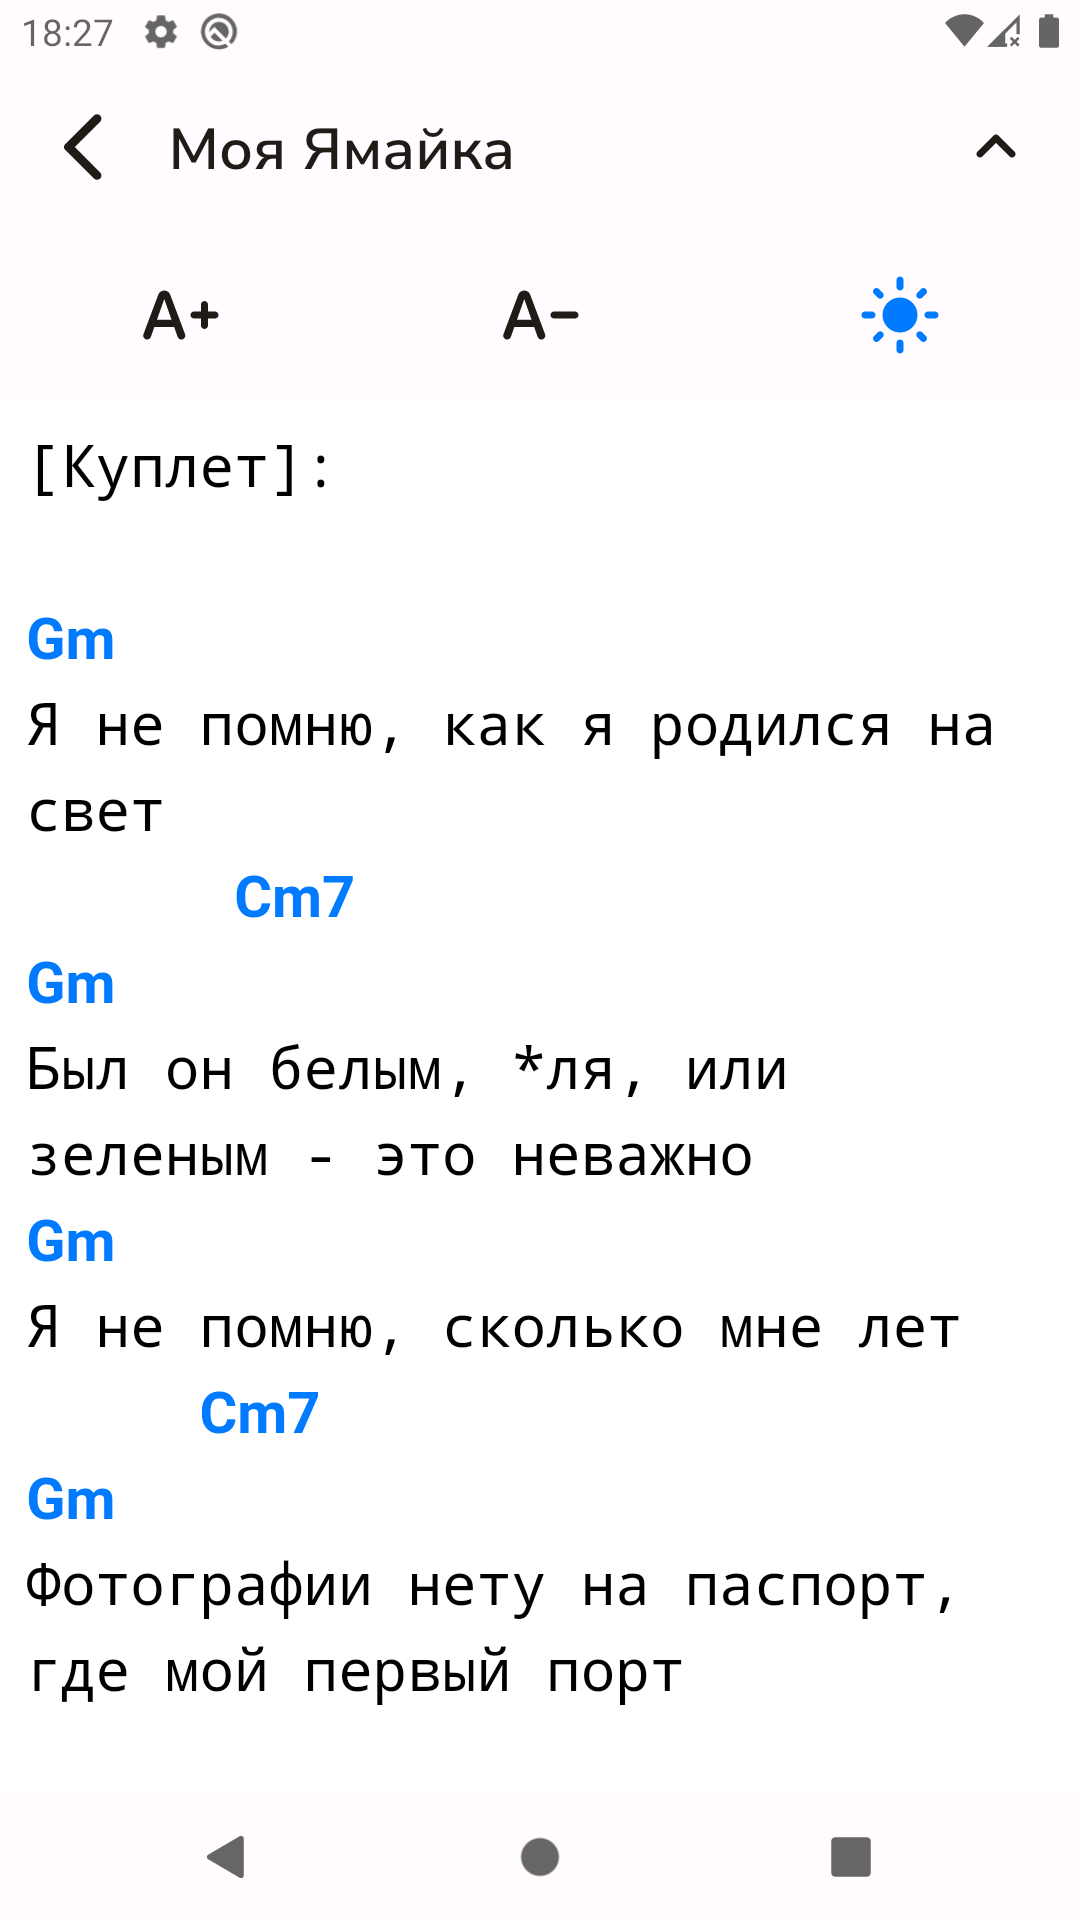 18:27
Моя Ямайка
A+ A-
[Куплет]:
Gm
Я не помню, как я родился на
свет
Cm7
Gm
Был он белым, *ля, или
зеленым - это неважно
Gm
Я не помню, сколько мне лет
Cm7
Gm
Фотографии нету на паспорт,
где мой первый порт